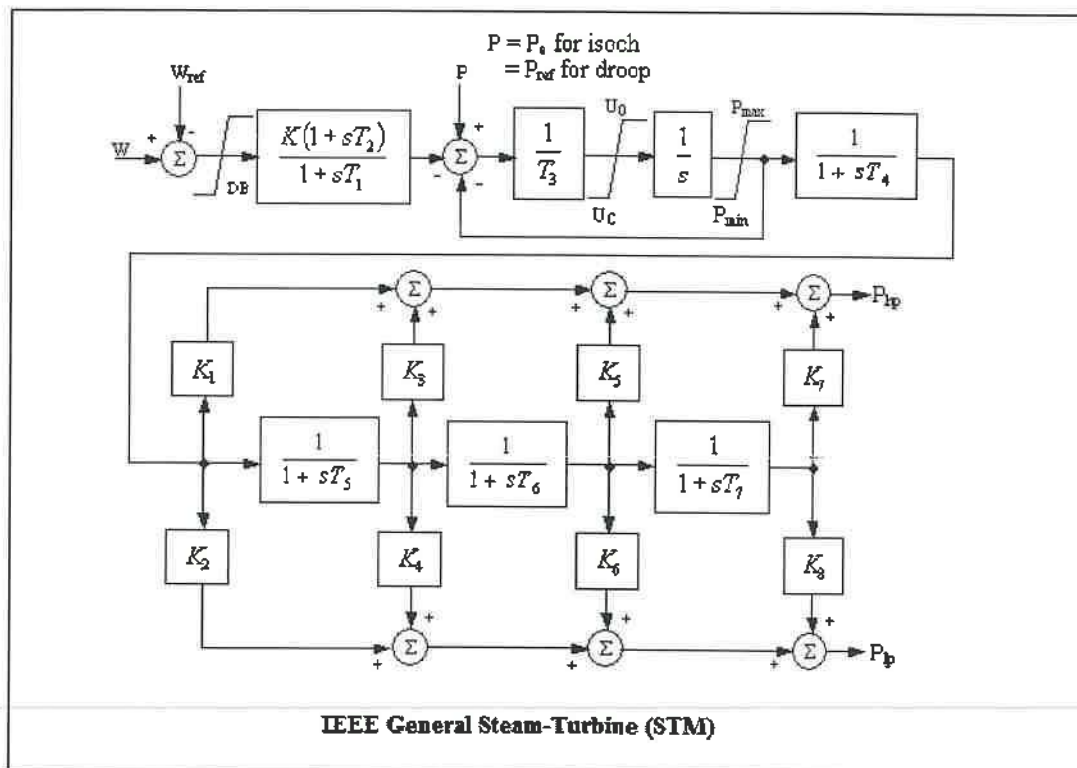 P = Pₐ for isoch
= P_ref for droop
W_ref
P
W
+
-
Σ
DB
K(1 + sT₂)
1 + sT₁
+
Σ
-
-
1
T₃
U₀
U_C
1
s
P_max
P_min
1
1 + sT₄
Σ
+
+
Σ
+
+
Σ
+
+
P_hp
K₁
K₃
K₅
K₇
1
1 + sT₅
1
1 + sT₆
1
1 + sT₇
K₂
K₄
K₆
K₈
+
Σ
+
+
Σ
+
+
Σ
+
P_lp
IEEE General Steam-Turbine (STM)